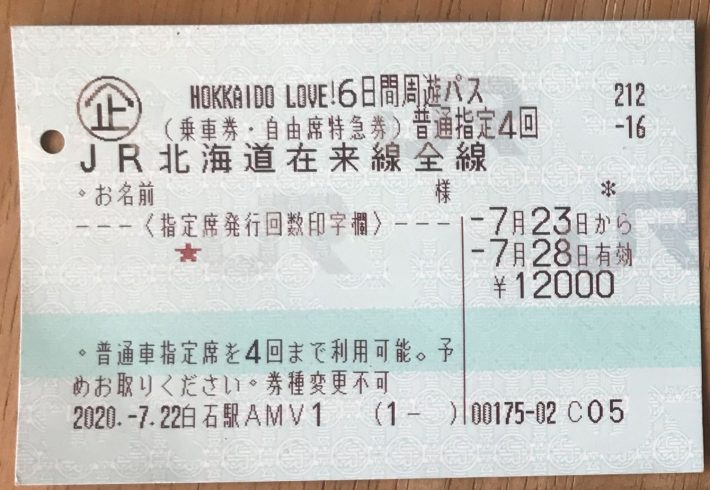 企 HOKKAIDO LOVE!6日間周遊パス 212
(乗車券・自由席特急券)普通指定4回 -16
JR北海道在来線全線
。お名前 様 *
---〈指定席発行回数印字欄〉--- -7月23日から
★ -7月28日有効
¥12000
。普通車指定席を4回まで利用可能。予
めお取りください。券種変更不可
2020.-7.22白石駅AMV1 (1- ) 00175-02 C05